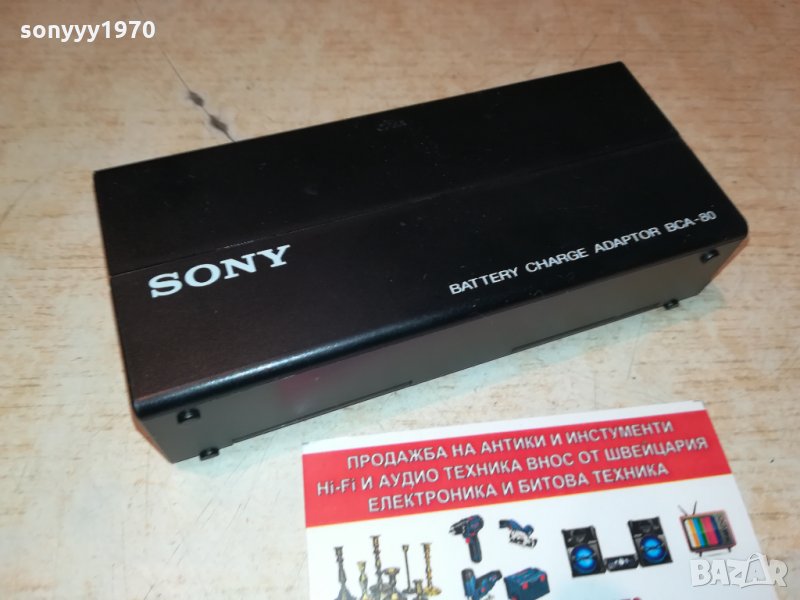 sonyyy1970
SONY
BATTERY CHARGE ADAPTOR BCA-80
ПРОДАЖБА НА АНТИКИ И ИНСТУМЕНТИ
Hi-Fi И АУДИО ТЕХНИКА ВНОС ОТ ШВЕЙЦАРИЯ
ЕЛЕКТРОНИКА И БИТОВА ТЕХНИКА
BAZAR